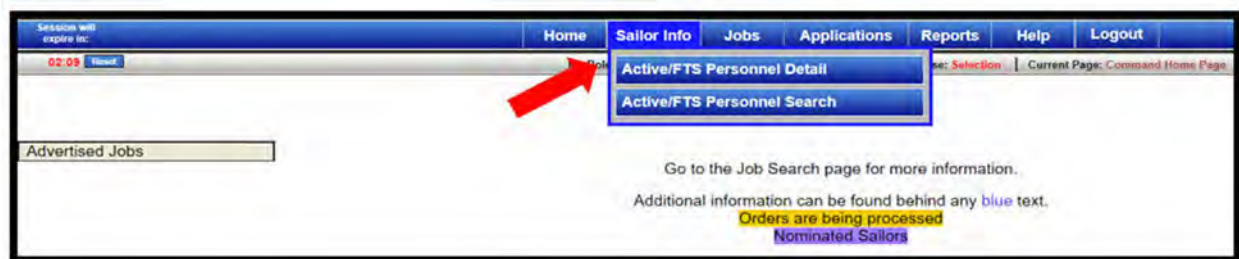 Session will
expire in:
Home Sailor Info Jobs Applications Reports Help Logout
02:09 Reset
se: Selection | Current Page: Command Home Page
Active/FTS Personnel Detail
Active/FTS Personnel Search
Advertised Jobs
Go to the Job Search page for more information.
Additional information can be found behind any blue text.
Orders are being processed
Nominated Sailors